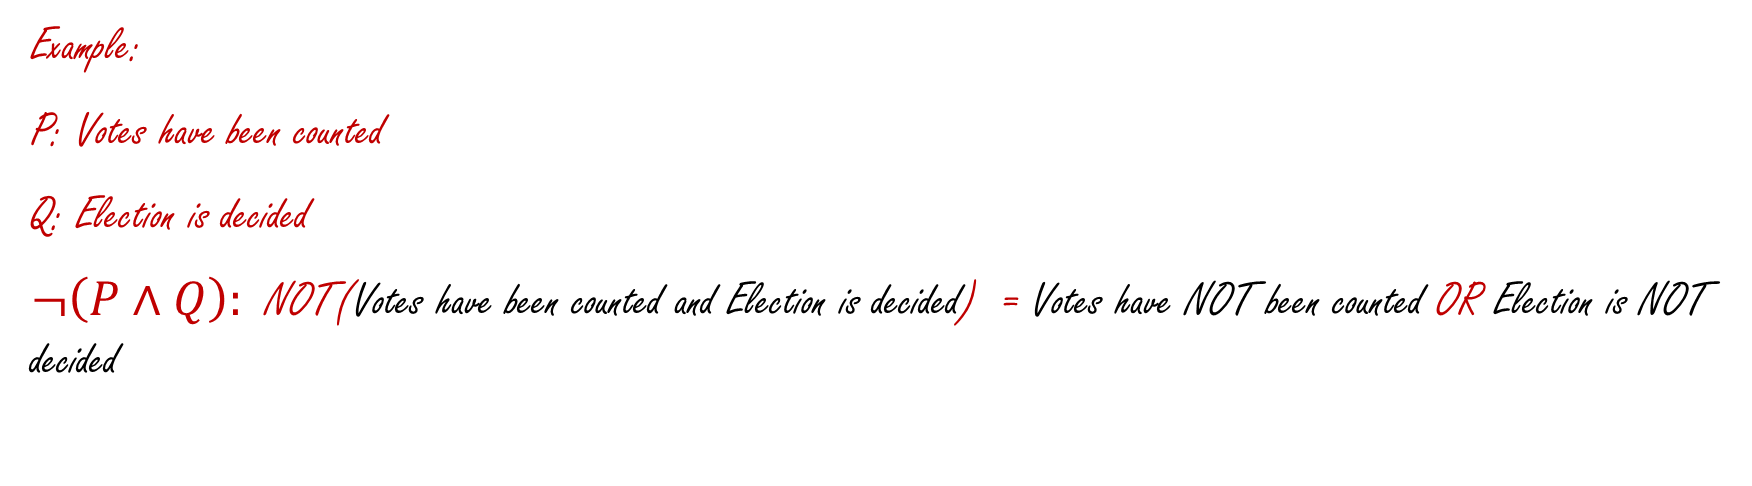 Example:
P: Votes have been counted
Q: Election is decided
¬(P ∧ Q): NOT(Votes have been counted and Election is decided) = Votes have NOT been counted OR Election is NOT
decided